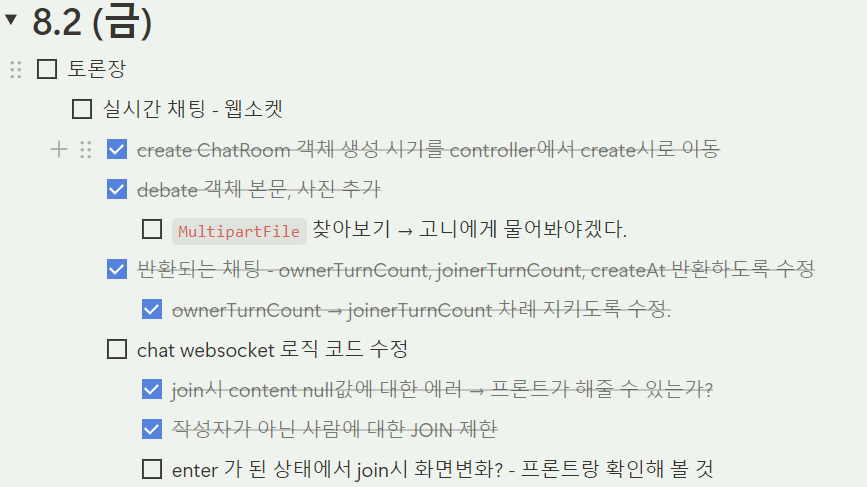 8.2 (금)
토론장
실시간 채팅 - 웹소켓
create ChatRoom 객체 생성 시기를 controller에서 create시로 이동
debate 객체 본문, 사진 추가
MultipartFile 찾아보기 → 고니에게 물어봐야겠다.
반환되는 채팅 - ownerTurnCount, joinerTurnCount, createAt 반환하도록 수정
ownerTurnCount → joinerTurnCount 차례 지키도록 수정.
chat websocket 로직 코드 수정
join시 content null값에 대한 에러 → 프론트가 해줄 수 있는가?
작성자가 아닌 사람에 대한 JOIN 제한
enter 가 된 상태에서 join시 화면변화? - 프론트랑 확인해 볼 것